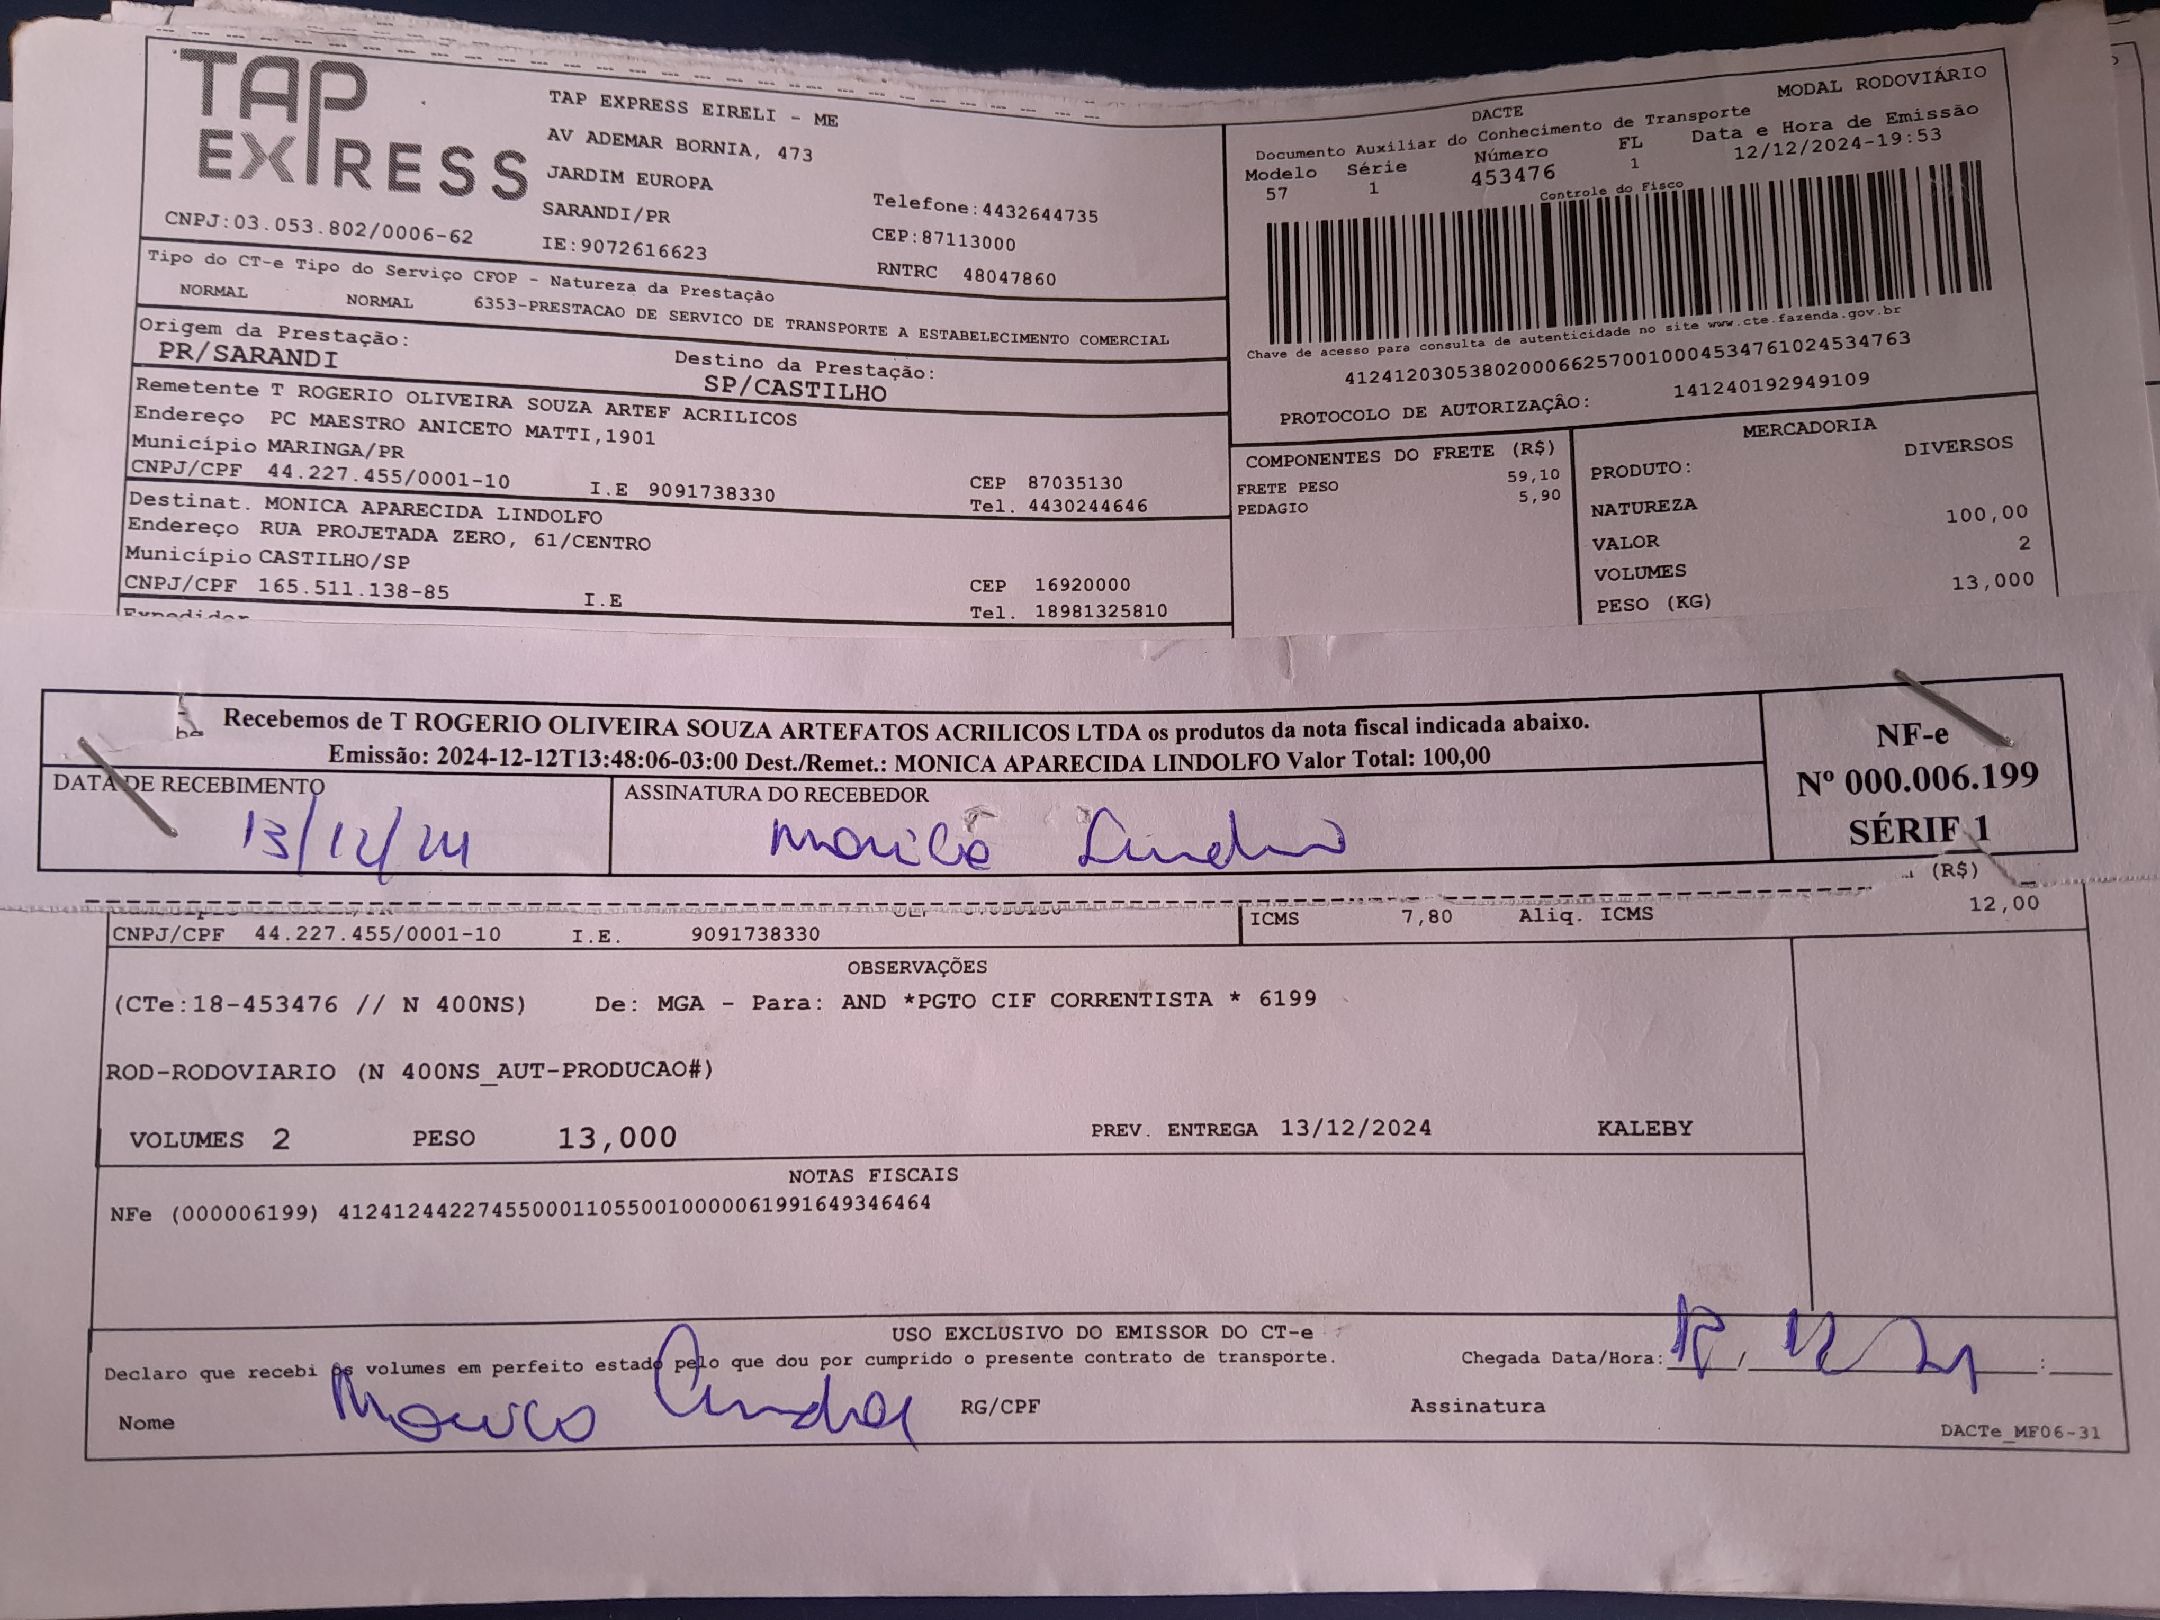 TAP EXPRESS
TAP EXPRESS EIRELI - ME
AV ADEMAR BORNIA, 473
JARDIM EUROPA
SARANDI/PR
Telefone:4432644735
CNPJ:03.053.802/0006-62
IE:9072616623
CEP:87113000
RNTRC 48047860
Tipo do CT-e Tipo do Serviço CFOP - Natureza da Prestação
NORMAL NORMAL 6353-PRESTACAO DE SERVICO DE TRANSPORTE A ESTABELECIMENTO COMERCIAL
Origem da Prestação:
PR/SARANDI
Destino da Prestação:
SP/CASTILHO
Remetente T ROGERIO OLIVEIRA SOUZA ARTEF ACRILICOS
Endereço PC MAESTRO ANICETO MATTI,1901
Município MARINGA/PR
CEP 87035130
CNPJ/CPF 44.227.455/0001-10 I.E 9091738330 Tel. 4430244646
Destinat. MONICA APARECIDA LINDOLFO
Endereço RUA PROJETADA ZERO, 61/CENTRO
Município CASTILHO/SP
CEP 16920000
CNPJ/CPF 165.511.138-85 I.E Tel. 18981325810
Expedidor
DACTE MODAL RODOVIÁRIO
Documento Auxiliar do Conhecimento de Transporte
Modelo Série Número FL Data e Hora de Emissão
57 1 453476 1 12/12/2024-19:53
Controle do Fisco
Chave de acesso para consulta de autenticidade no site www.cte.fazenda.gov.br
41241203053802000662570010004534761024534763
PROTOCOLO DE AUTORIZAÇÃO: 141240192949109
COMPONENTES DO FRETE (R$)
FRETE PESO 59,10
PEDAGIO 5,90
MERCADORIA
PRODUTO: DIVERSOS
NATUREZA
VALOR 100,00
VOLUMES 2
PESO (KG) 13,000
Recebemos de T ROGERIO OLIVEIRA SOUZA ARTEFATOS ACRILICOS LTDA os produtos da nota fiscal indicada abaixo.
Emissão: 2024-12-12T13:48:06-03:00 Dest./Remet.: MONICA APARECIDA LINDOLFO Valor Total: 100,00
DATA DE RECEBIMENTO
13/12/24
ASSINATURA DO RECEBEDOR
NF-e
Nº 000.006.199
SÉRIE 1
(R$)
ICMS 7,80 Aliq. ICMS 12,00
CNPJ/CPF 44.227.455/0001-10 I.E. 9091738330
OBSERVAÇÕES
(CTe:18-453476 // N 400NS) De: MGA - Para: AND *PGTO CIF CORRENTISTA * 6199
ROD-RODOVIARIO (N 400NS_AUT-PRODUCAO#)
VOLUMES 2 PESO 13,000 PREV. ENTREGA 13/12/2024 KALEBY
NOTAS FISCAIS
NFe (000006199) 41241244227455000110550010000061991649346464
USO EXCLUSIVO DO EMISSOR DO CT-e
Declaro que recebi os volumes em perfeito estado pelo que dou por cumprido o presente contrato de transporte. Chegada Data/Hora:
Nome RG/CPF Assinatura
DACTe_MF06-31